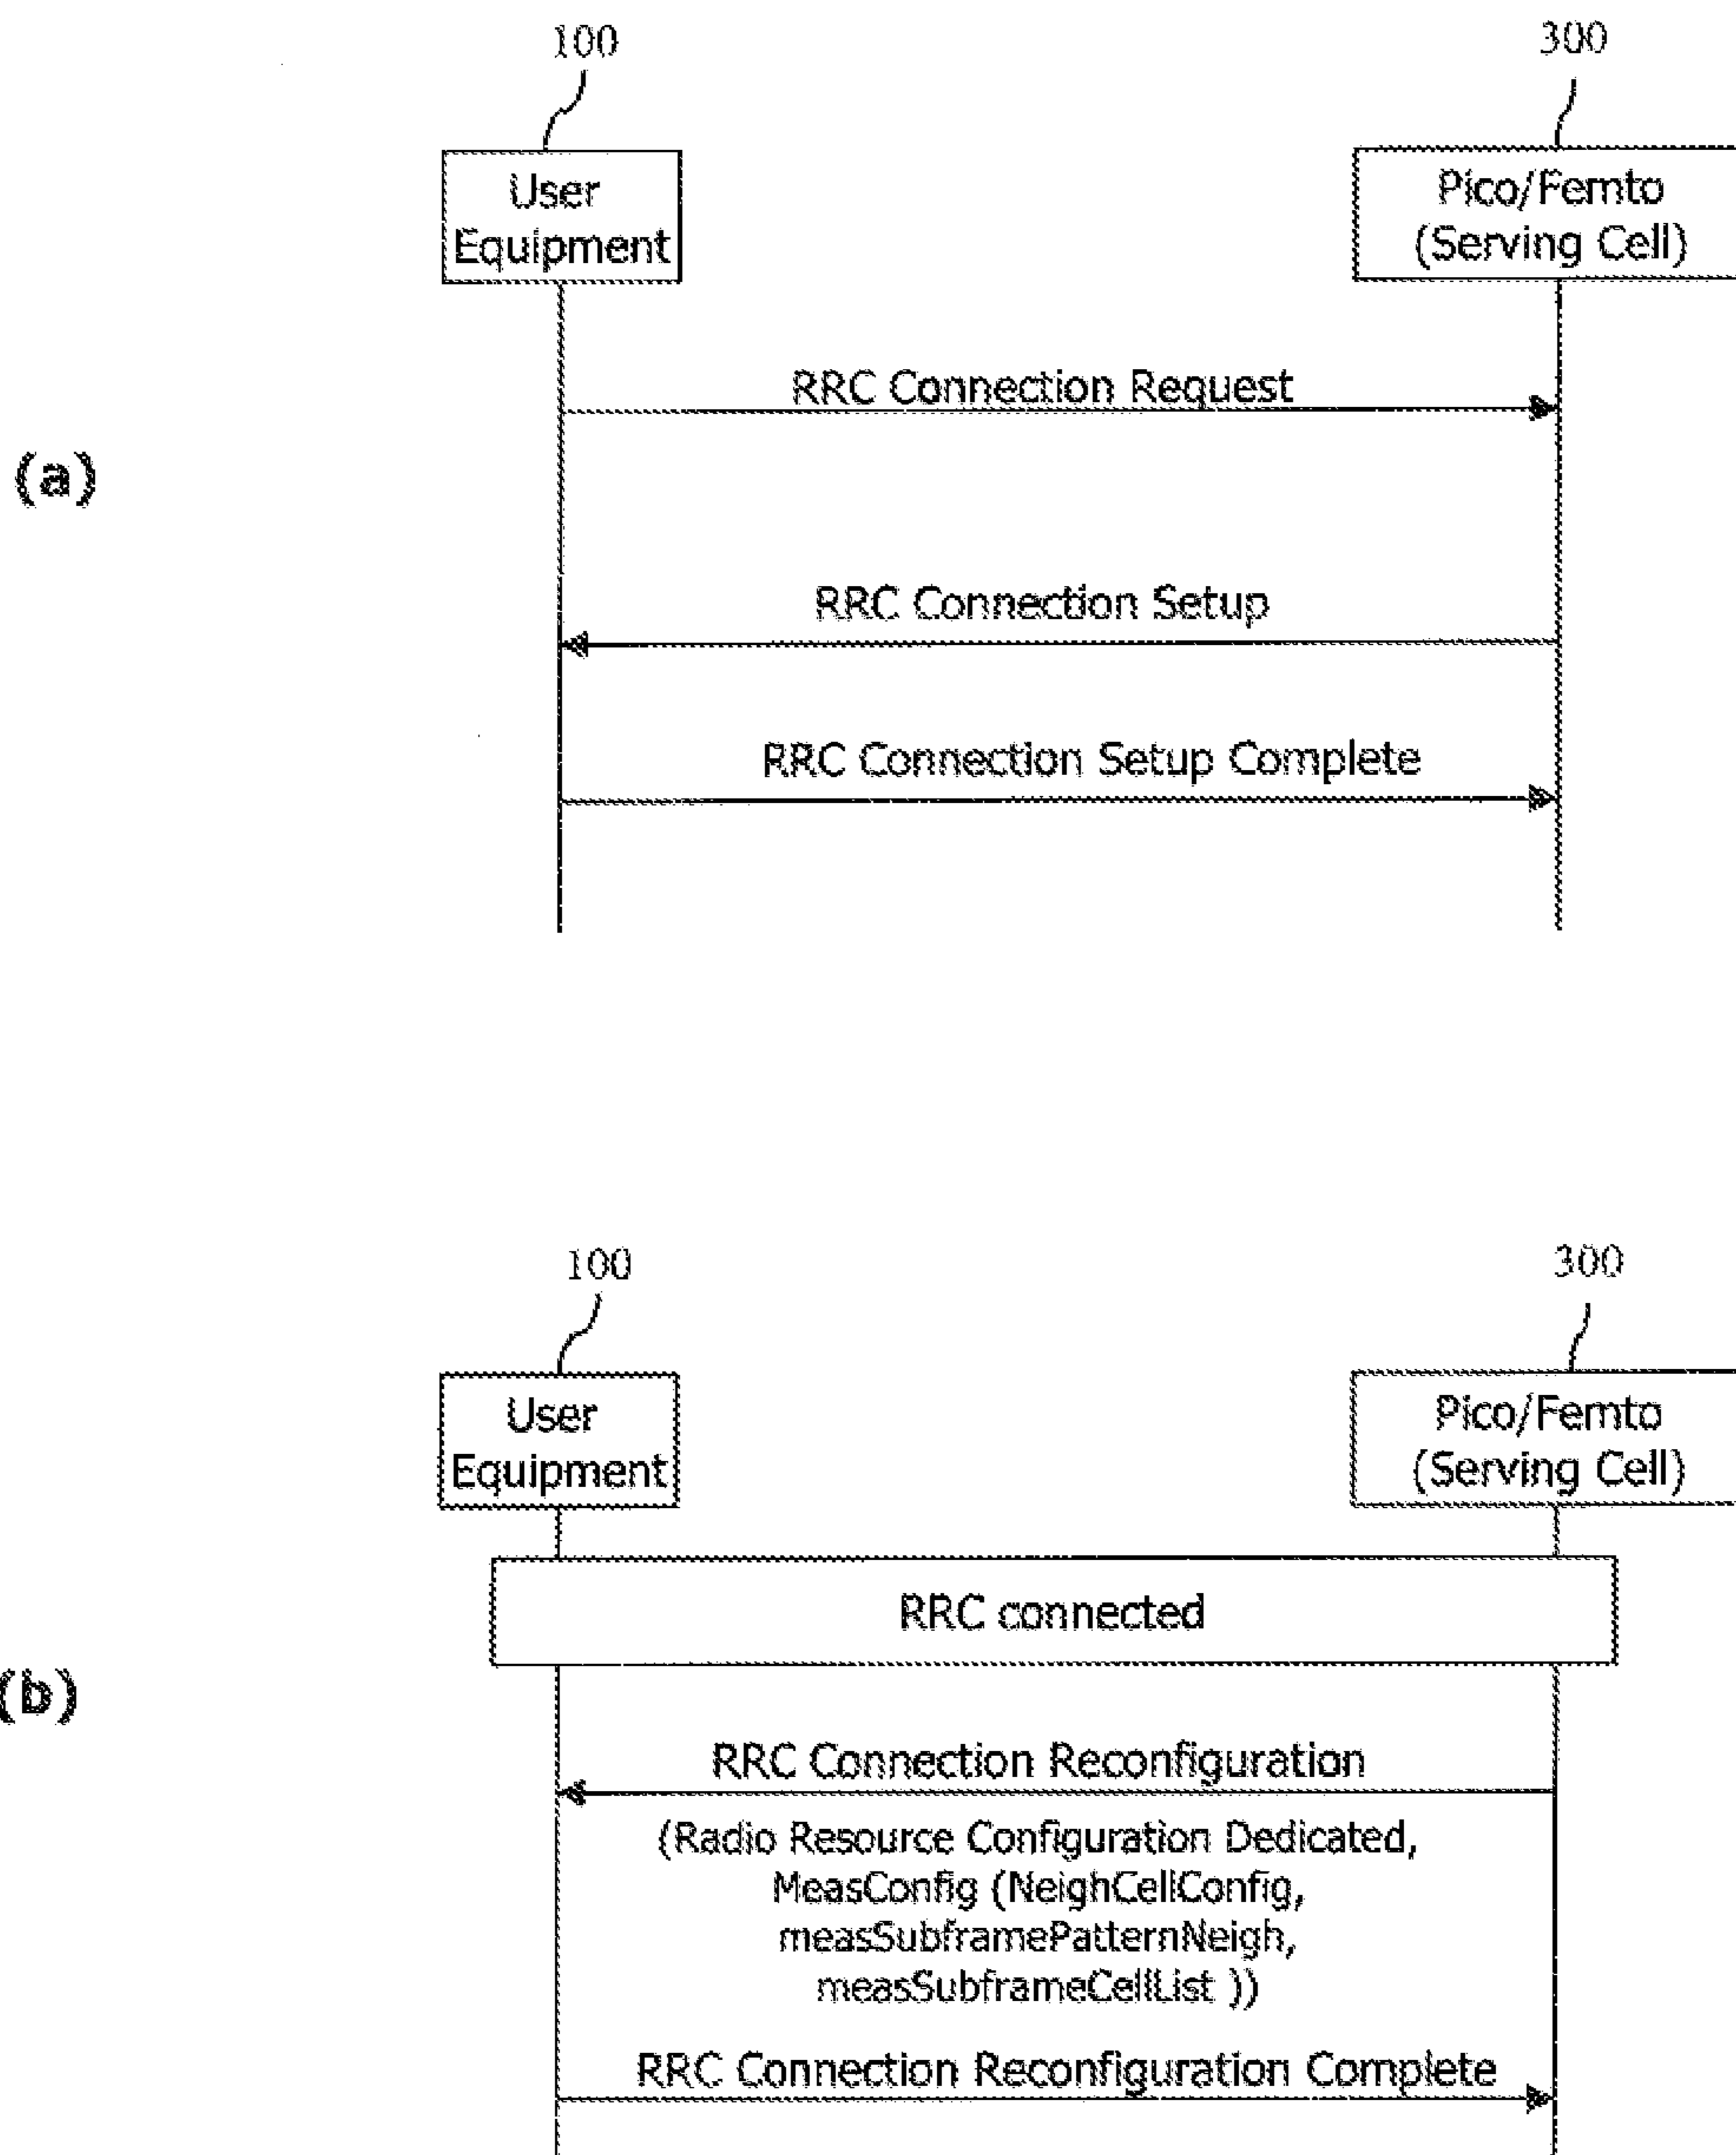 100
300
User
Equipment
Pico/Femto
(Serving Cell)
RRC Connection Request
(a)
RRC Connection Setup
RRC Connection Setup Complete
100
300
User
Equipment
Pico/Femto
(Serving Cell)
RRC connected
(b)
RRC Connection Reconfiguration
(Radio Resource Configuration Dedicated,
MeasConfig (NeighCellConfig,
measSubframePatternNeigh,
measSubframeCellList ))
RRC Connection Reconfiguration Complete